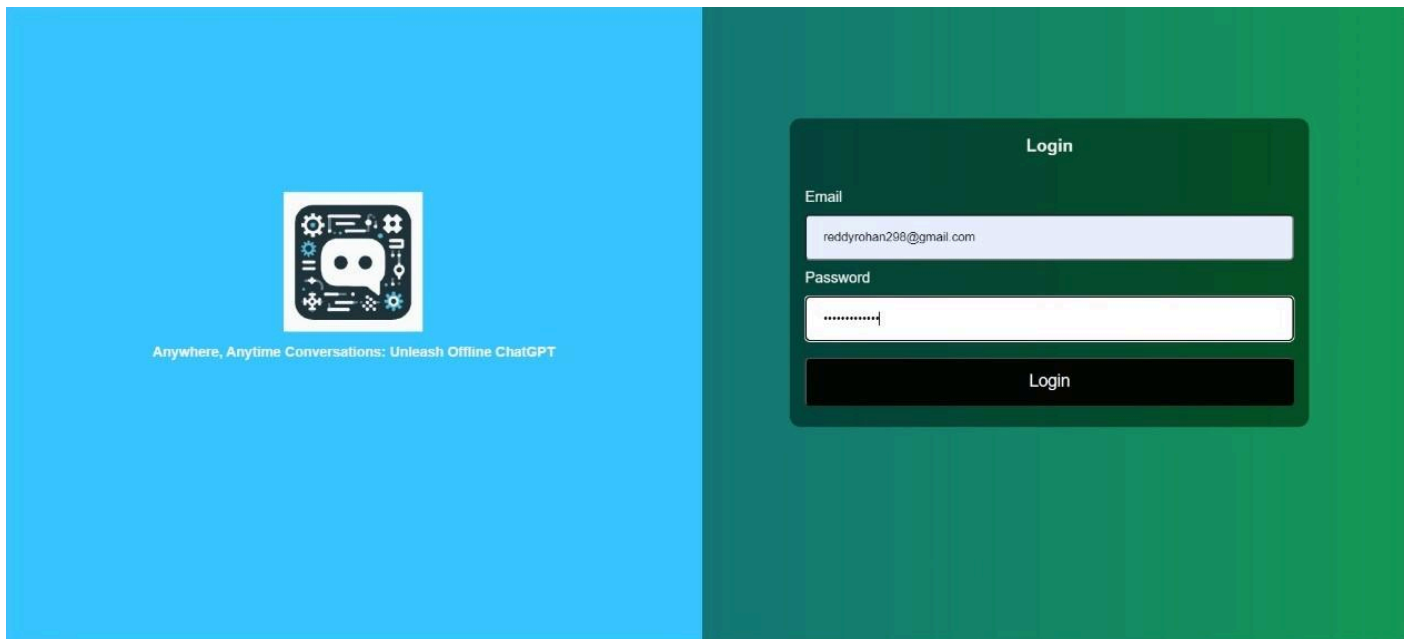 Anywhere, Anytime Conversations: Unleash Offline ChatGPT
Login
Email
reddyrohan298@gmail.com
Password
•••••••••••••
Login